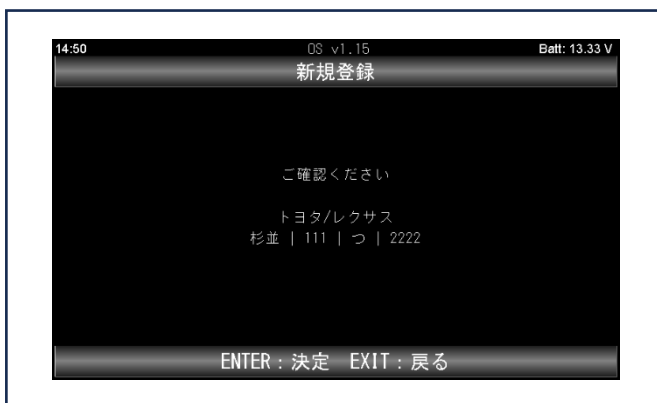 14:50 OS v1.15 Batt: 13.33 V
新規登録
ご確認ください
トヨタ/レクサス
杉並 | 111 | つ | 2222
ENTER：決定 EXIT：戻る